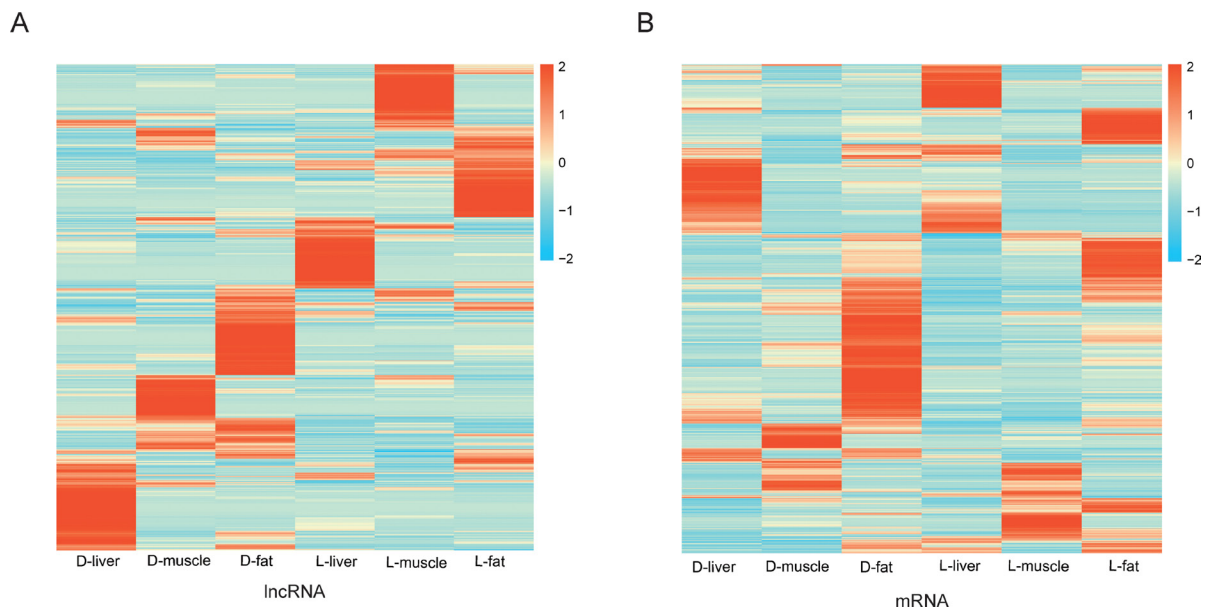 A
B
2
1
0
−1
−2
2
1
0
−1
−2
D-liver D-muscle D-fat L-liver L-muscle L-fat
lncRNA
D-liver D-muscle D-fat L-liver L-muscle L-fat
mRNA